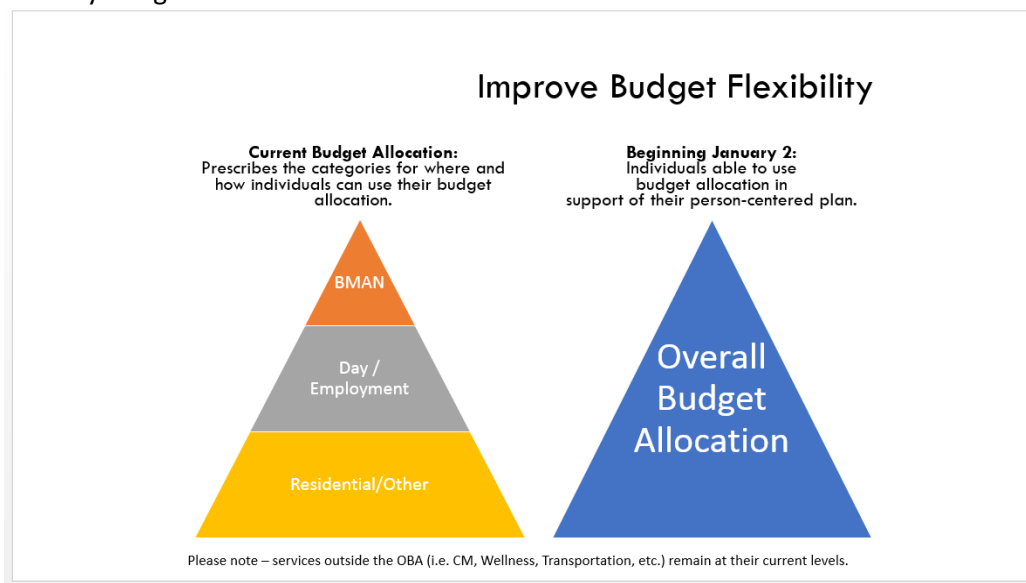 Improve Budget Flexibility
Current Budget Allocation:
Prescribes the categories for where and
how individuals can use their budget
allocation.
BMAN
Day /
Employment
Residential/Other
Beginning January 2:
Individuals able to use
budget allocation in
support of their person-centered plan.
Overall
Budget
Allocation
Please note – services outside the OBA (i.e. CM, Wellness, Transportation, etc.) remain at their current levels.